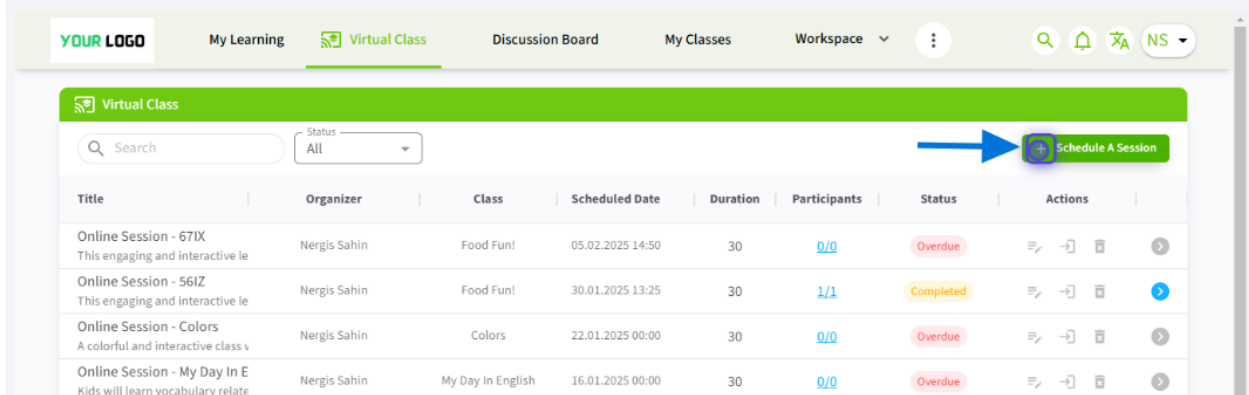 YOUR LOGO My Learning Virtual Class Discussion Board My Classes Workspace NS
Virtual Class
Search Status All Schedule A Session
Title Organizer Class Scheduled Date Duration Participants Status Actions
Online Session - 67IX
This engaging and interactive le
Nergis Sahin Food Fun! 05.02.2025 14:50 30 0/0 Overdue
Online Session - 56IZ
This engaging and interactive le
Nergis Sahin Food Fun! 30.01.2025 13:25 30 1/1 Completed
Online Session - Colors
A colorful and interactive class v
Nergis Sahin Colors 22.01.2025 00:00 30 0/0 Overdue
Online Session - My Day In E
Kids will learn vocabulary relate
Nergis Sahin My Day In English 16.01.2025 00:00 30 0/0 Overdue